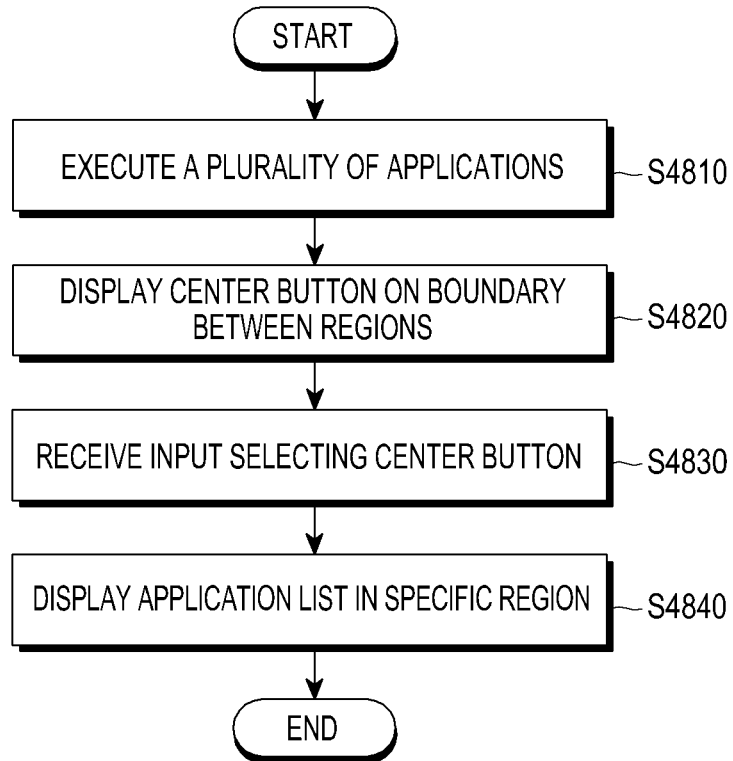 START
EXECUTE A PLURALITY OF APPLICATIONS
S4810
DISPLAY CENTER BUTTON ON BOUNDARY
BETWEEN REGIONS
S4820
RECEIVE INPUT SELECTING CENTER BUTTON
S4830
DISPLAY APPLICATION LIST IN SPECIFIC REGION
S4840
END